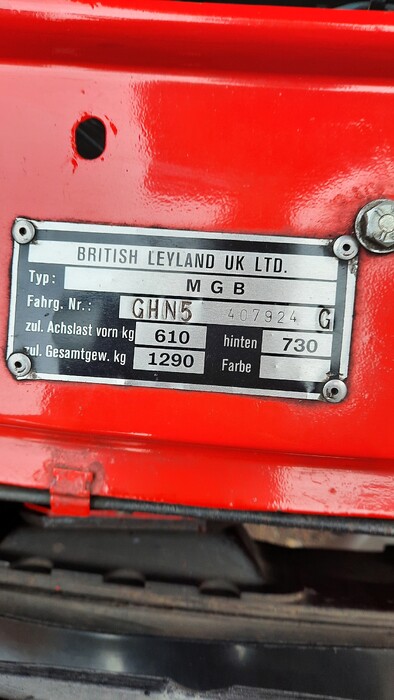 BRITISH LEYLAND UK LTD.
Typ: M G B
Fahrg. Nr.: GHN5 407924 G
zul. Achslast vorn kg 610 hinten 730
zul. Gesamtgew. kg 1290 Farbe